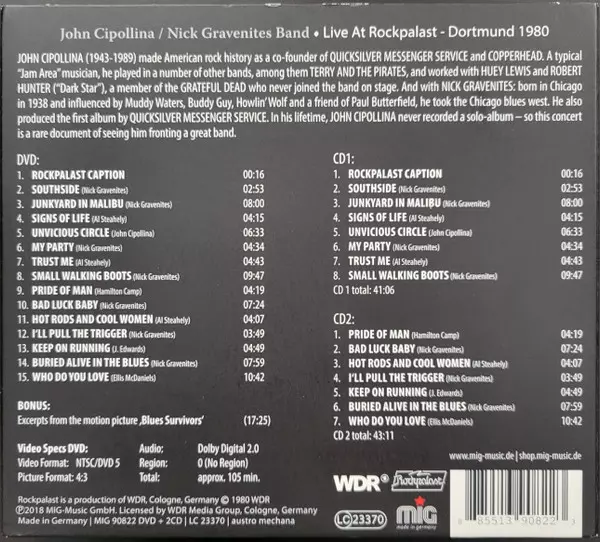 John Cipollina / Nick Gravenites Band • Live At Rockpalast - Dortmund 1980
JOHN CIPOLLINA (1943-1989) made American rock history as a co-founder of QUICKSILVER MESSENGER SERVICE and COPPERHEAD. A typical
"Jam Area" musician, he played in a number of other bands, among them TERRY AND THE PIRATES, and worked with HUEY LEWIS and ROBERT
HUNTER ("Dark Star"), a member of the GRATEFUL DEAD who never joined the band on stage. And with NICK GRAVENITES: born in Chicago
in 1938 and influenced by Muddy Waters, Buddy Guy, Howlin' Wolf and a friend of Paul Butterfield, he took the Chicago blues west. He also
produced the first album by QUICKSILVER MESSENGER SERVICE. In his lifetime, JOHN CIPOLLINA never recorded a solo-album – so this concert
is a rare document of seeing him fronting a great band.
DVD:
1. ROCKPALAST CAPTION 00:16
2. SOUTHSIDE (Nick Gravenites) 02:53
3. JUNKYARD IN MALIBU (Nick Gravenites) 08:00
4. SIGNS OF LIFE (Al Steahely) 04:15
5. UNVICIOUS CIRCLE (John Cipollina) 06:33
6. MY PARTY (Nick Gravenites) 04:34
7. TRUST ME (Al Steahely) 04:43
8. SMALL WALKING BOOTS (Nick Gravenites) 09:47
9. PRIDE OF MAN (Hamilton Camp) 04:19
10. BAD LUCK BABY (Nick Gravenites) 07:24
11. HOT RODS AND COOL WOMEN (Al Steahely) 04:07
12. I'LL PULL THE TRIGGER (Nick Gravenites) 03:49
13. KEEP ON RUNNING (J. Edwards) 04:49
14. BURIED ALIVE IN THE BLUES (Nick Gravenites) 07:59
15. WHO DO YOU LOVE (Ellis McDaniels) 10:42
BONUS:
Excerpts from the motion picture ‚Blues Survivors' (17:25)
Video Specs DVD: Audio: Dolby Digital 2.0
Video Format: NTSC/DVD 5 Region: 0 (No Region)
Picture Format: 4:3 Total: approx. 105 min.
CD1:
1. ROCKPALAST CAPTION 00:16
2. SOUTHSIDE (Nick Gravenites) 02:53
3. JUNKYARD IN MALIBU (Nick Gravenites) 08:00
4. SIGNS OF LIFE (Al Steahely) 04:15
5. UNVICIOUS CIRCLE (John Cipollina) 06:33
6. MY PARTY (Nick Gravenites) 04:34
7. TRUST ME (Al Steahely) 04:43
8. SMALL WALKING BOOTS (Nick Gravenites) 09:47
CD 1 total: 41:06
CD2:
1. PRIDE OF MAN (Hamilton Camp) 04:19
2. BAD LUCK BABY (Nick Gravenites) 07:24
3. HOT RODS AND COOL WOMEN (Al Steahely) 04:07
4. I'LL PULL THE TRIGGER (Nick Gravenites) 03:49
5. KEEP ON RUNNING (J. Edwards) 04:49
6. BURIED ALIVE IN THE BLUES (Nick Gravenites) 07:59
7. WHO DO YOU LOVE (Ellis McDaniels) 10:42
CD 2 total: 43:11
www.mig-music.de | shop.mig-music.de
WDR Rockpalast
LC 23370 mig
MADE IN GERMANY
8 85513 90822
Rockpalast is a production of WDR, Cologne, Germany © 1980 WDR
℗©2018 MIG-Music GmbH. Licensed by WDR Media Group, Cologne, Germany
Made in Germany | MIG 90822 DVD + 2CD | LC 23370 | austro mechana